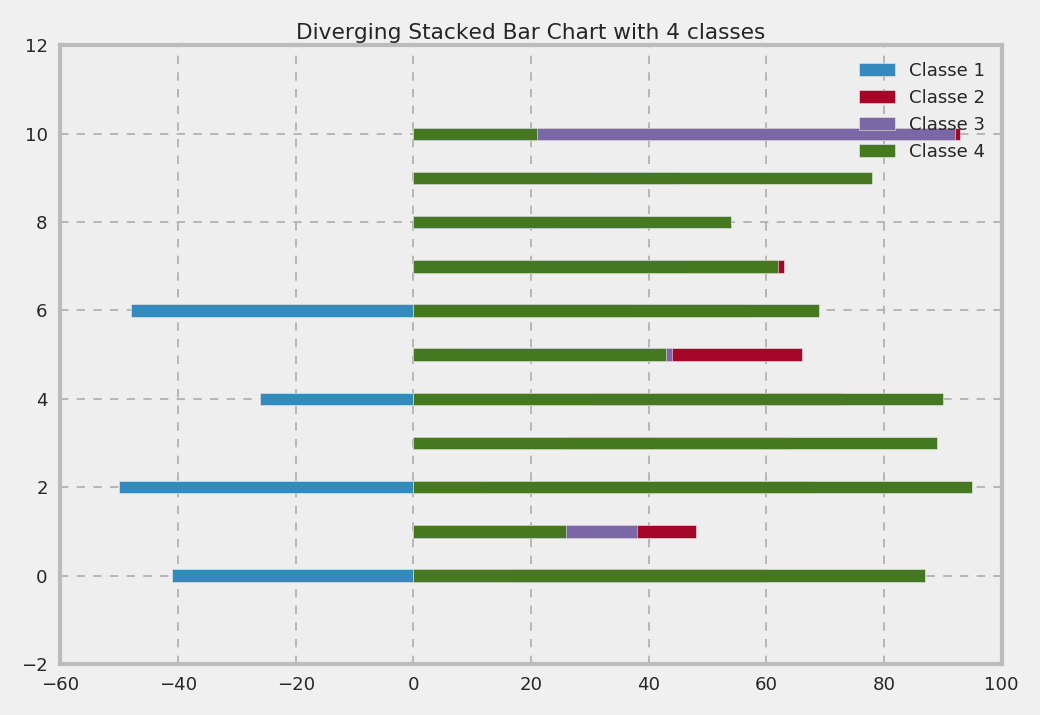 Diverging Stacked Bar Chart with 4 classes
12
10
8
6
4
2
0
−2
Classe 1
Classe 2
Classe 3
Classe 4
−60 −40 −20 0 20 40 60 80 100